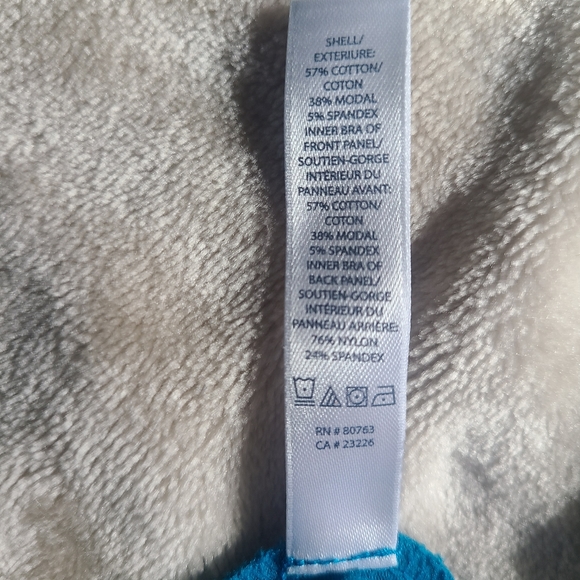 SHELL/
EXTERIEURE:
57% COTTON/
COTON
38% MODAL
5% SPANDEX
INNER BRA OF
FRONT PANEL/
SOUTIEN-GORGE
INTÉRIEUR DU
PANNEAU AVANT:
57% COTTON/
COTON
38% MODAL
5% SPANDEX
INNER BRA OF
BACK PANEL/
SOUTIEN-GORGE
INTÉRIEUR DU
PANNEAU ARRIÈRE:
76% NYLON
24% SPANDEX
RN # 80763
CA # 23226